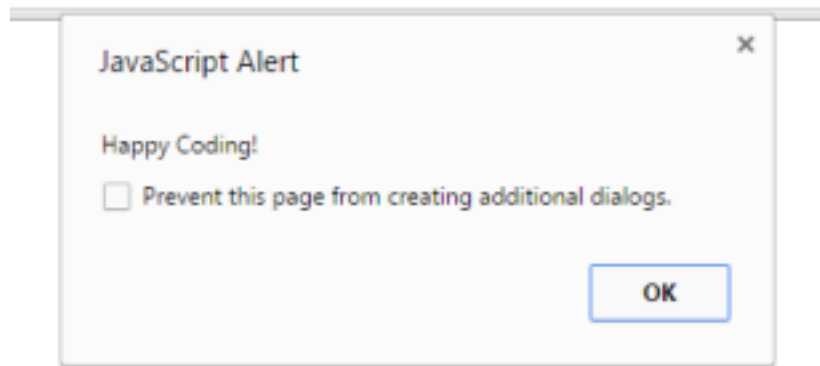 JavaScript Alert
Happy Coding!
Prevent this page from creating additional dialogs.
OK